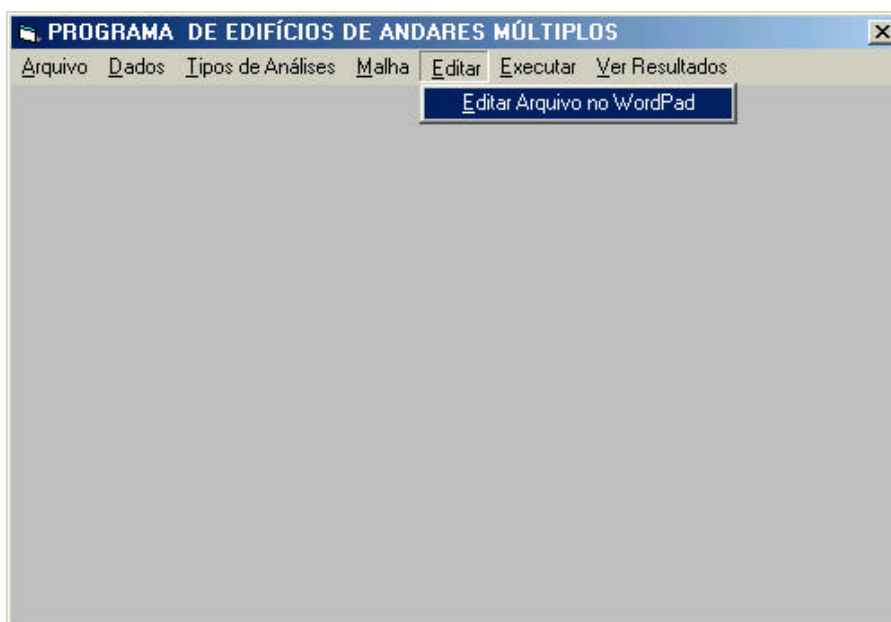 PROGRAMA DE EDIFÍCIOS DE ANDARES MÚLTIPLOS
Arquivo Dados Tipos de Análises Malha Editar Executar Ver Resultados
Editar Arquivo no WordPad